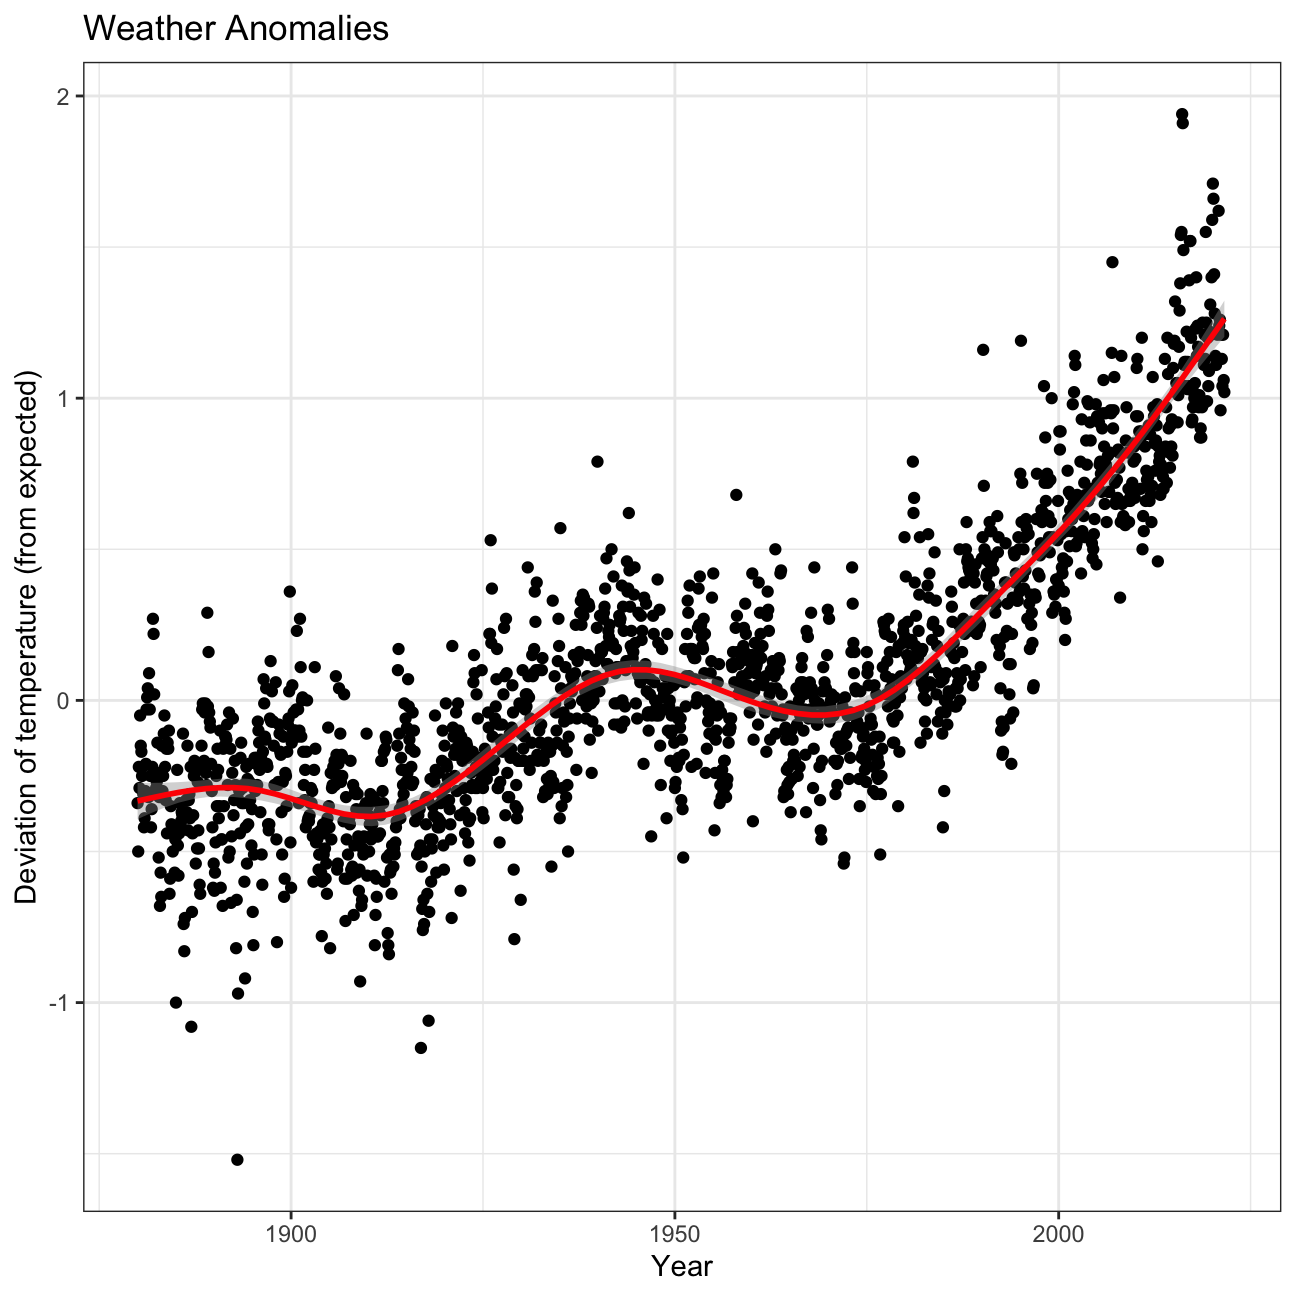 Weather Anomalies
2
1
0
-1
Deviation of temperature (from expected)
1900
1950
2000
Year